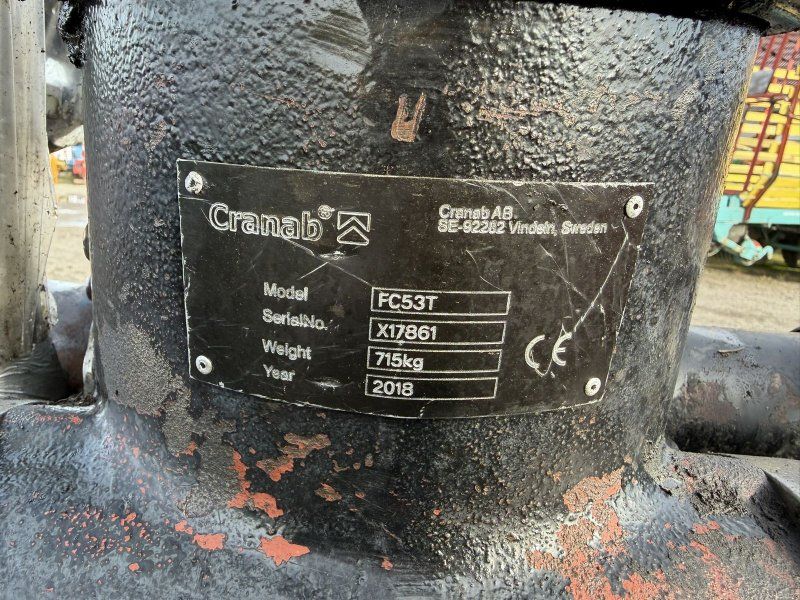 Cranab®
Cranab AB
SE-92282 Vindeln, Sweden
Model FC53T
SerialNo. X17861
Weight 715kg
Year 2018
CE